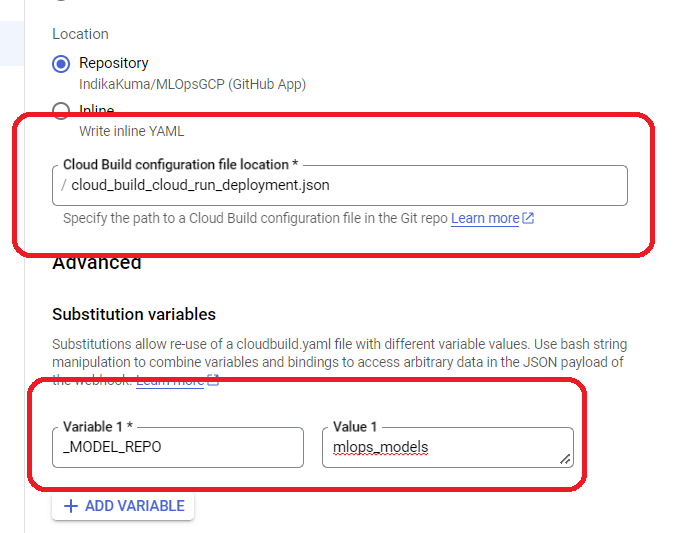 Location
Repository
IndikaKuma/MLOpsGCP (GitHub App)
Inline
Write inline YAML
Cloud Build configuration file location *
/ cloud_build_cloud_run_deployment.json
Specify the path to a Cloud Build configuration file in the Git repo Learn more
Advanced
Substitution variables
Substitutions allow re-use of a cloudbuild.yaml file with different variable values. Use bash string
manipulation to combine variables and bindings to access arbitrary data in the JSON payload of
the webhook. Learn more
Variable 1 *
_MODEL_REPO
Value 1
mlops_models
+ ADD VARIABLE